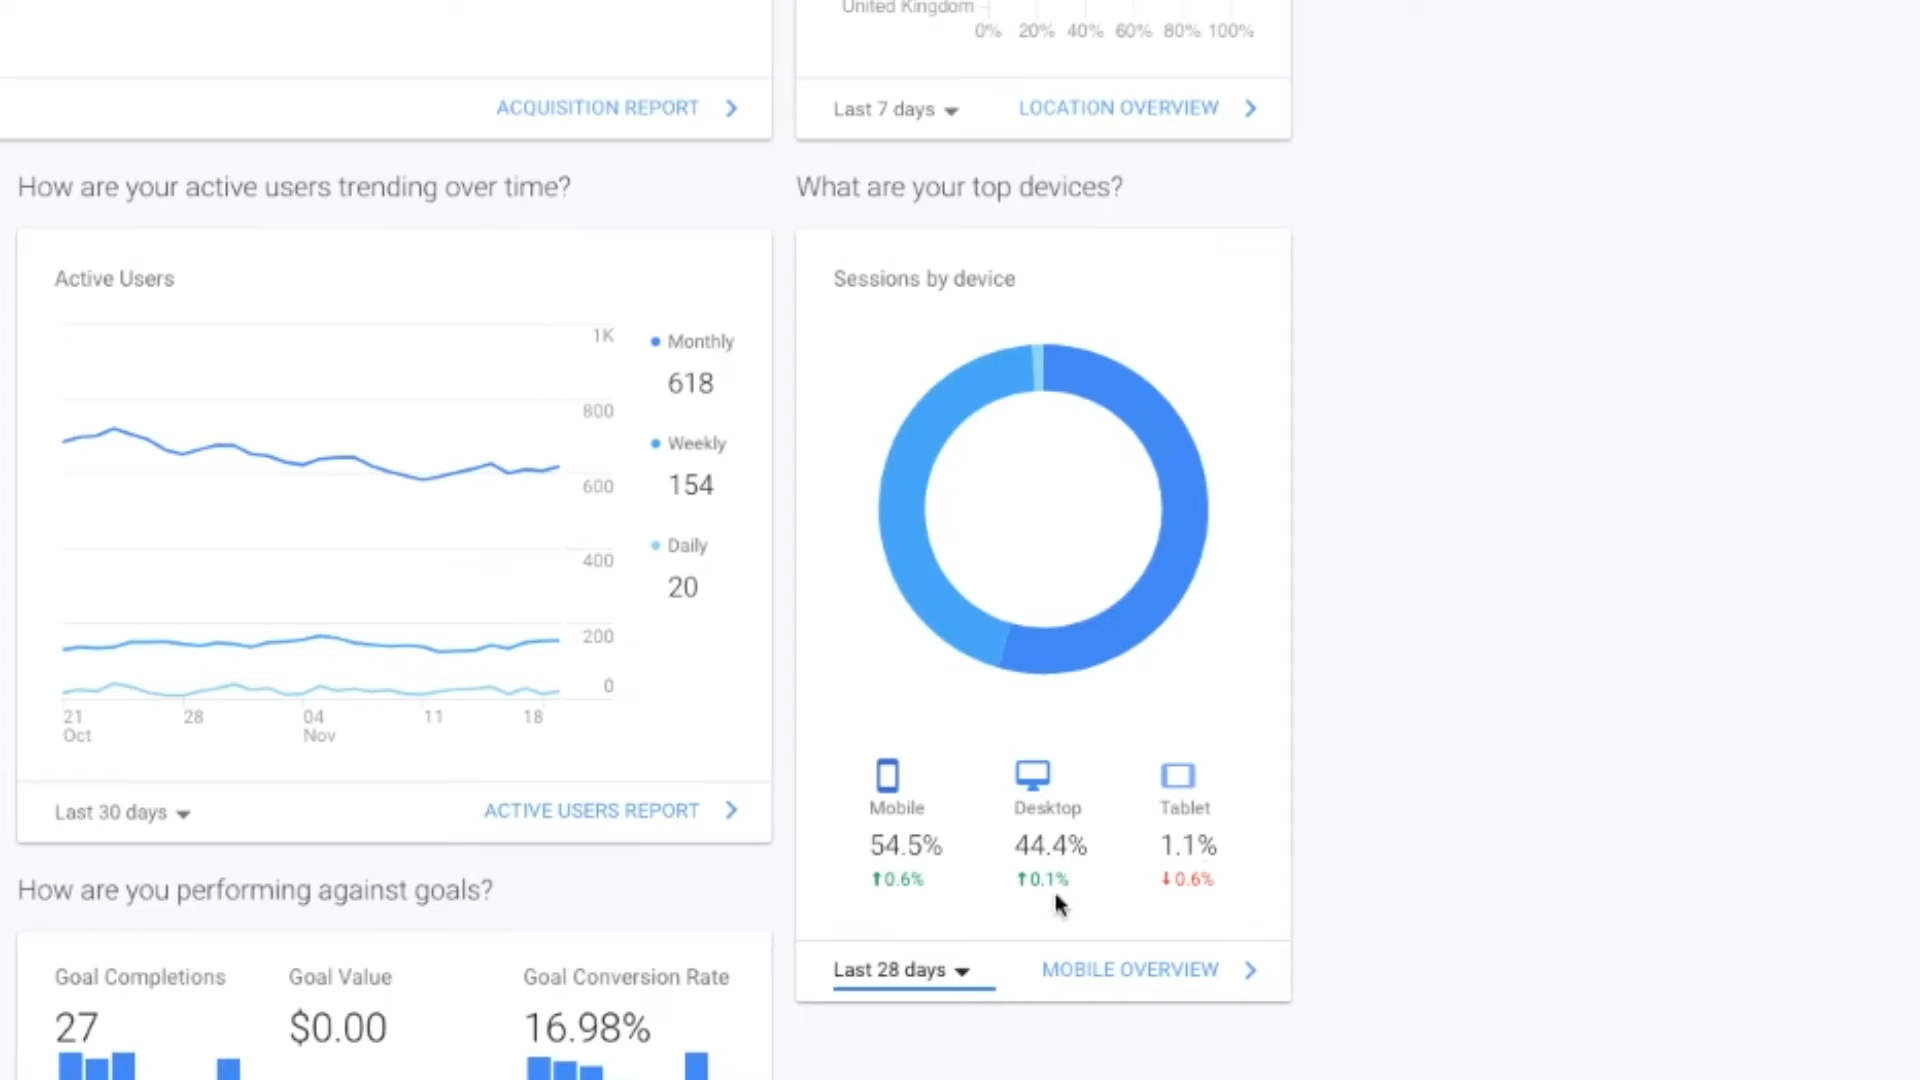 United Kingdom
0% 20% 40% 60% 80% 100%
ACQUISITION REPORT
Last 7 days
LOCATION OVERVIEW
How are your active users trending over time?
Active Users
1K
800
600
400
200
0
21
Oct
28
04
Nov
11
18
Monthly
618
Weekly
154
Daily
20
Last 30 days
ACTIVE USERS REPORT
What are your top devices?
Sessions by device
Mobile
54.5%
0.6%
Desktop
44.4%
0.1%
Tablet
1.1%
0.6%
Last 28 days
MOBILE OVERVIEW
How are you performing against goals?
Goal Completions
27
Goal Value
$0.00
Goal Conversion Rate
16.98%